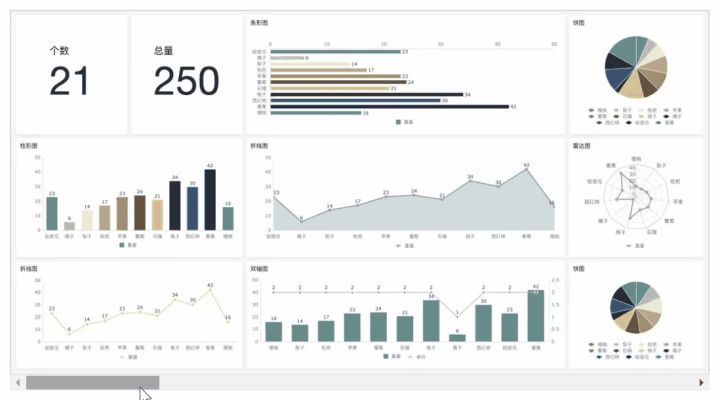 个数
21
总量
250
条形图
0 10 20 30 40 50
哈密瓜 23
橘子 6
梨子 14
枇杷 17
苹果 23
葡萄 24
石榴 21
桃子 34
西红柿 30
香蕉 42
樱桃 16
重量
饼图
樱桃 梨子 枇杷 苹果
葡萄 石榴 桃子 橘子
西红柿 哈密瓜 香蕉
柱形图
50
40
30
20
10
0
23 6 14 17 23 24 21 34 30 42 16
哈密瓜 橘子 梨子 枇杷 苹果 葡萄 石榴 桃子 西红柿 香蕉 樱桃
重量
折线图
50
40
30
20
10
0
23 6 14 17 23 24 21 34 30 42 16
哈密瓜 橘子 梨子 枇杷 苹果 葡萄 石榴 桃子 西红柿 香蕉 樱桃
重量
雷达图
樱桃
香蕉 梨子
哈密瓜 枇杷
西红柿 苹果
橘子 葡萄
桃子 石榴
重量
折线图
50
40
30
20
10
0
23 6 14 17 23 24 21 34 30 42 16
哈密瓜 橘子 梨子 枇杷 苹果 葡萄 石榴 桃子 西红柿 香蕉 樱桃
重量
双轴图
50 2.5
40 2
30 1.5
20 1
10 0.5
0 0
2 2 2 2 2 2 2 1 2 2
16 14 17 23 24 21 34 6 30 23 42
樱桃 梨子 枇杷 苹果 葡萄 石榴 桃子 橘子 西红柿 哈密瓜 香蕉
重量 单价
饼图
樱桃 梨子 枇杷 苹果
葡萄 石榴 桃子 橘子
西红柿 哈密瓜 香蕉